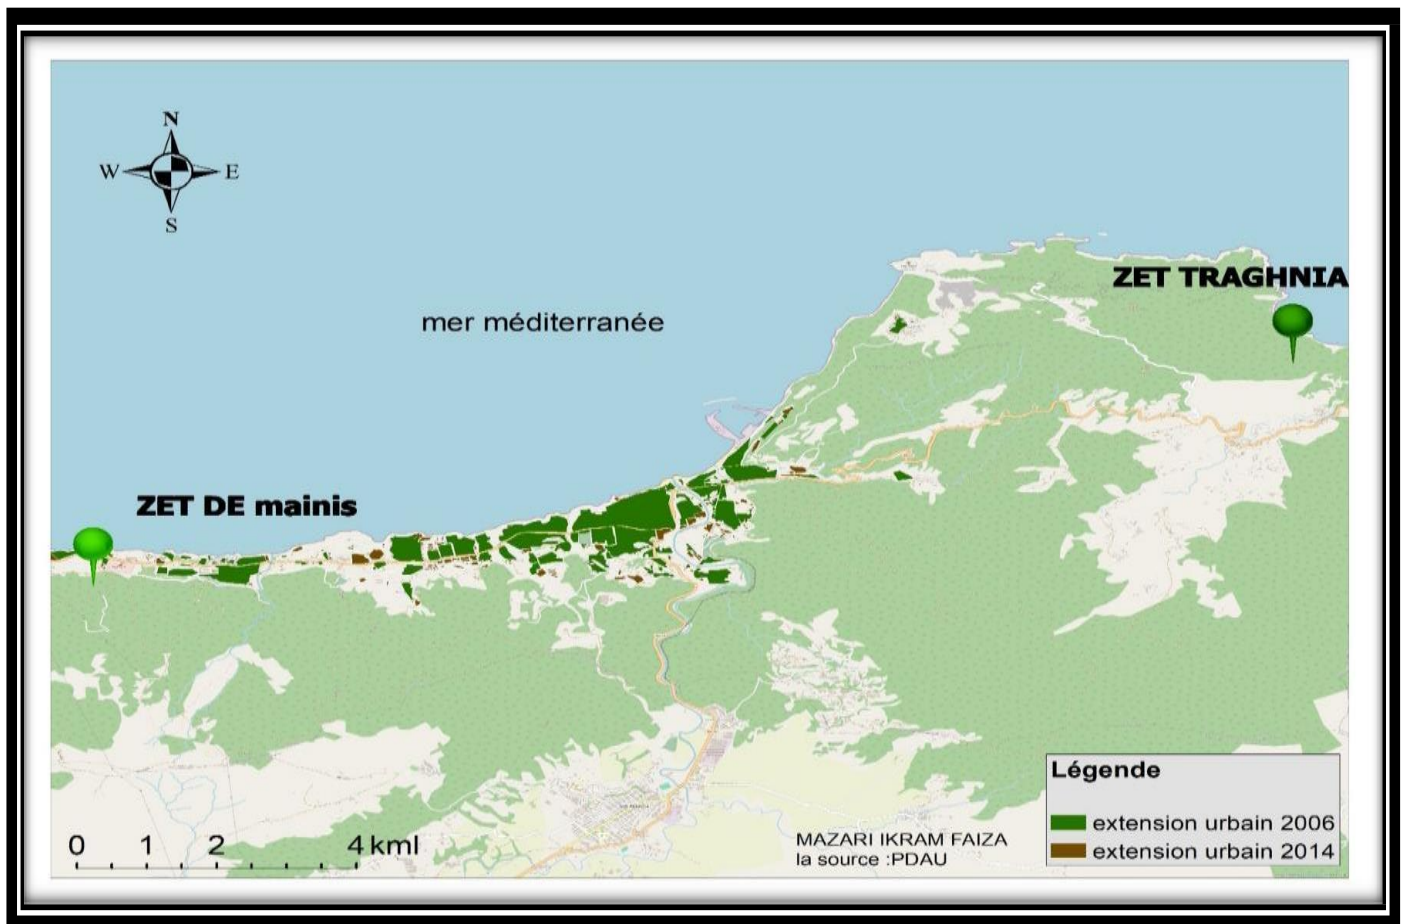 N
W E
S
ZET TRAGHNIA
mer méditerranée
ZET DE mainis
Légende
extension urbain 2006
extension urbain 2014
0 1 2 4 kml
MAZARI IKRAM FAIZA
la source :PDAU